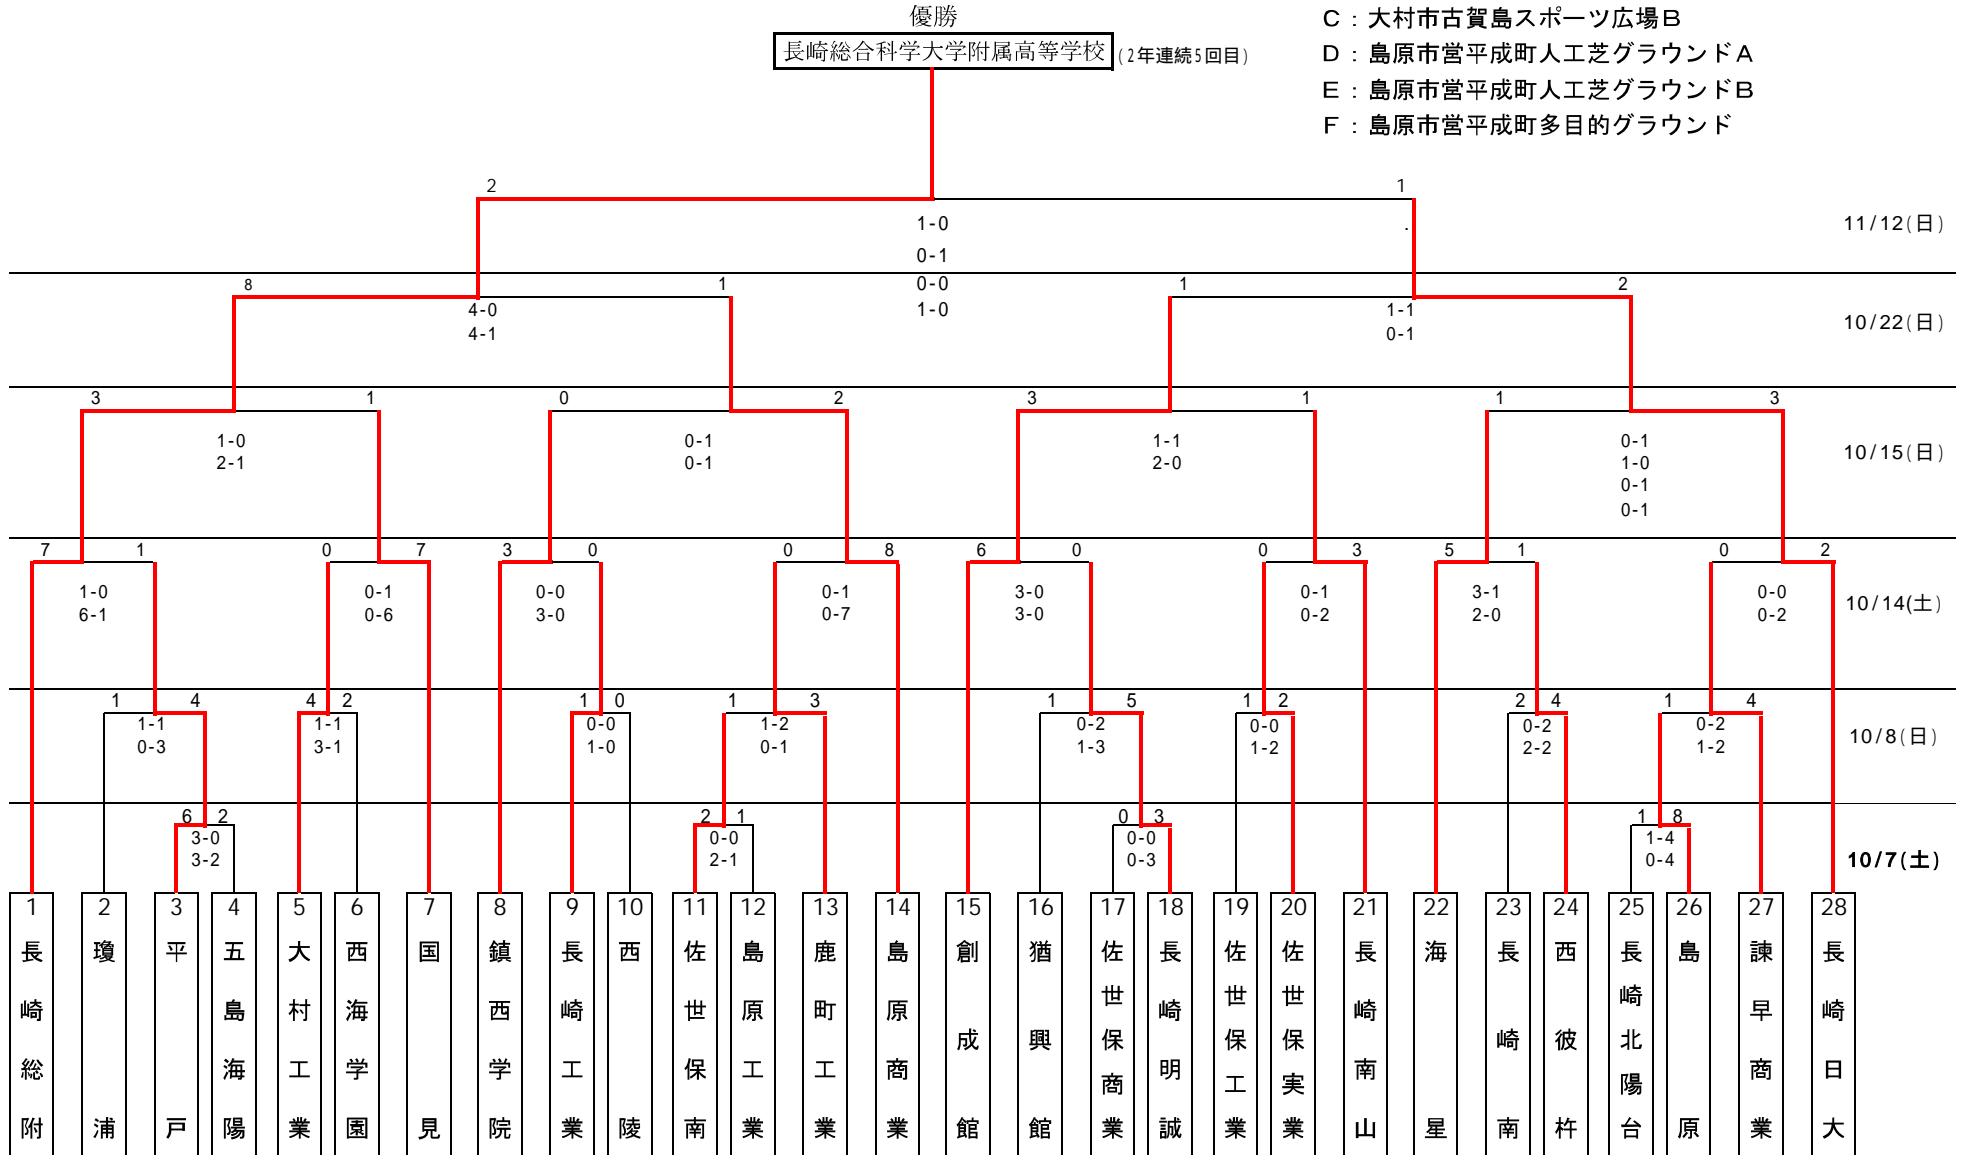 優勝
長崎総合科学大学附属高等学校
(2年連続5回目)
C：大村市古賀島スポーツ広場B
D：島原市営平成町人工芝グラウンドA
E：島原市営平成町人工芝グラウンドB
F：島原市営平成町多目的グラウンド
2 1
1-0
.
0-1
0-0
1-0
11/12(日)
8 1 1 2
4-0 1-1
4-1 0-1
10/22(日)
3 1 0 2 3 1 1 3
1-0 0-1 1-1 0-1
2-1 0-1 2-0 1-0
0-1
0-1
10/15(日)
7 1 0 7 3 0 0 8 6 0 0 3 5 1 0 2
1-0 0-1 0-0 0-1 3-0 0-1 3-1 0-0
6-1 0-6 3-0 0-7 3-0 0-2 2-0 0-2
10/14(土)
1 4 4 2 1 0 1 3 1 5 1 2 2 4 1 4
1-1 1-1 0-0 1-2 0-2 0-0 0-2 0-2
0-3 3-1 1-0 0-1 1-3 1-2 2-2 1-2
10/8(日)
6 2 2 1 0 3 1 8
3-0 0-0 0-0 1-4
3-2 2-1 0-3 0-4
10/7(土)
1 長崎総附
2 瓊浦
3 平戸
4 五島海陽
5 大村工業
6 西海学園
7 国見
8 鎮西学院
9 長崎工業
10 西陵
11 佐世保南
12 島原工業
13 鹿町工業
14 島原商業
15 創成館
16 猶興館
17 佐世保商業
18 長崎明誠
19 佐世保工業
20 佐世保実業
21 長崎南山
22 海星
23 長崎南
24 西彼杵
25 長崎北陽台
26 島原
27 諫早商業
28 長崎日大